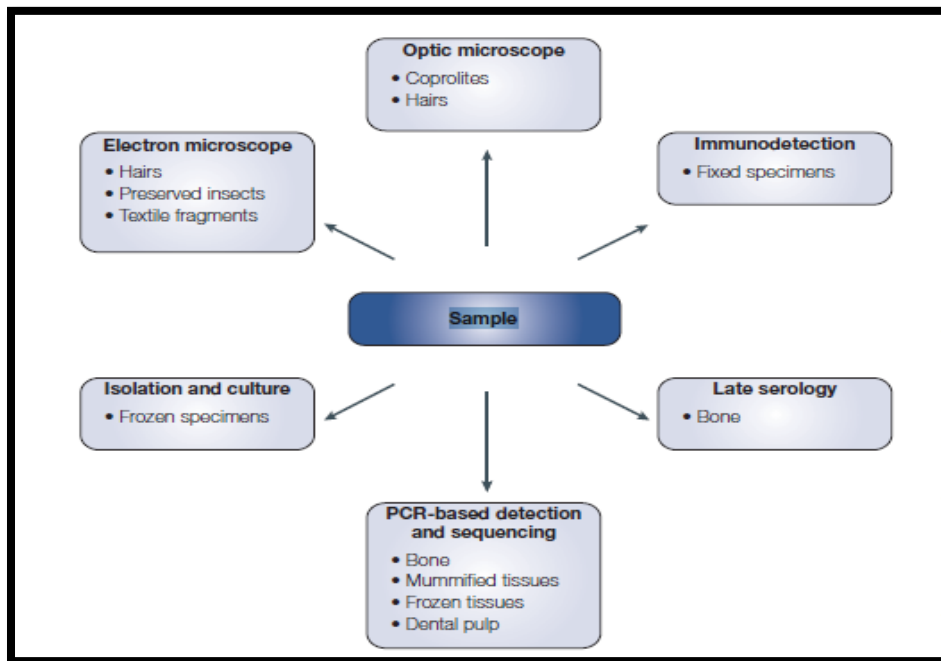 Optic microscope
• Coprolites
• Hairs
Electron microscope
• Hairs
• Preserved insects
• Textile fragments
Immunodetection
• Fixed specimens
Sample
Isolation and culture
• Frozen specimens
Late serology
• Bone
PCR-based detection
and sequencing
• Bone
• Mummified tissues
• Frozen tissues
• Dental pulp